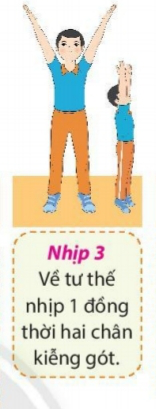 Nhịp 3
Về tư thế
nhịp 1 đồng
thời hai chân
kiễng gót.